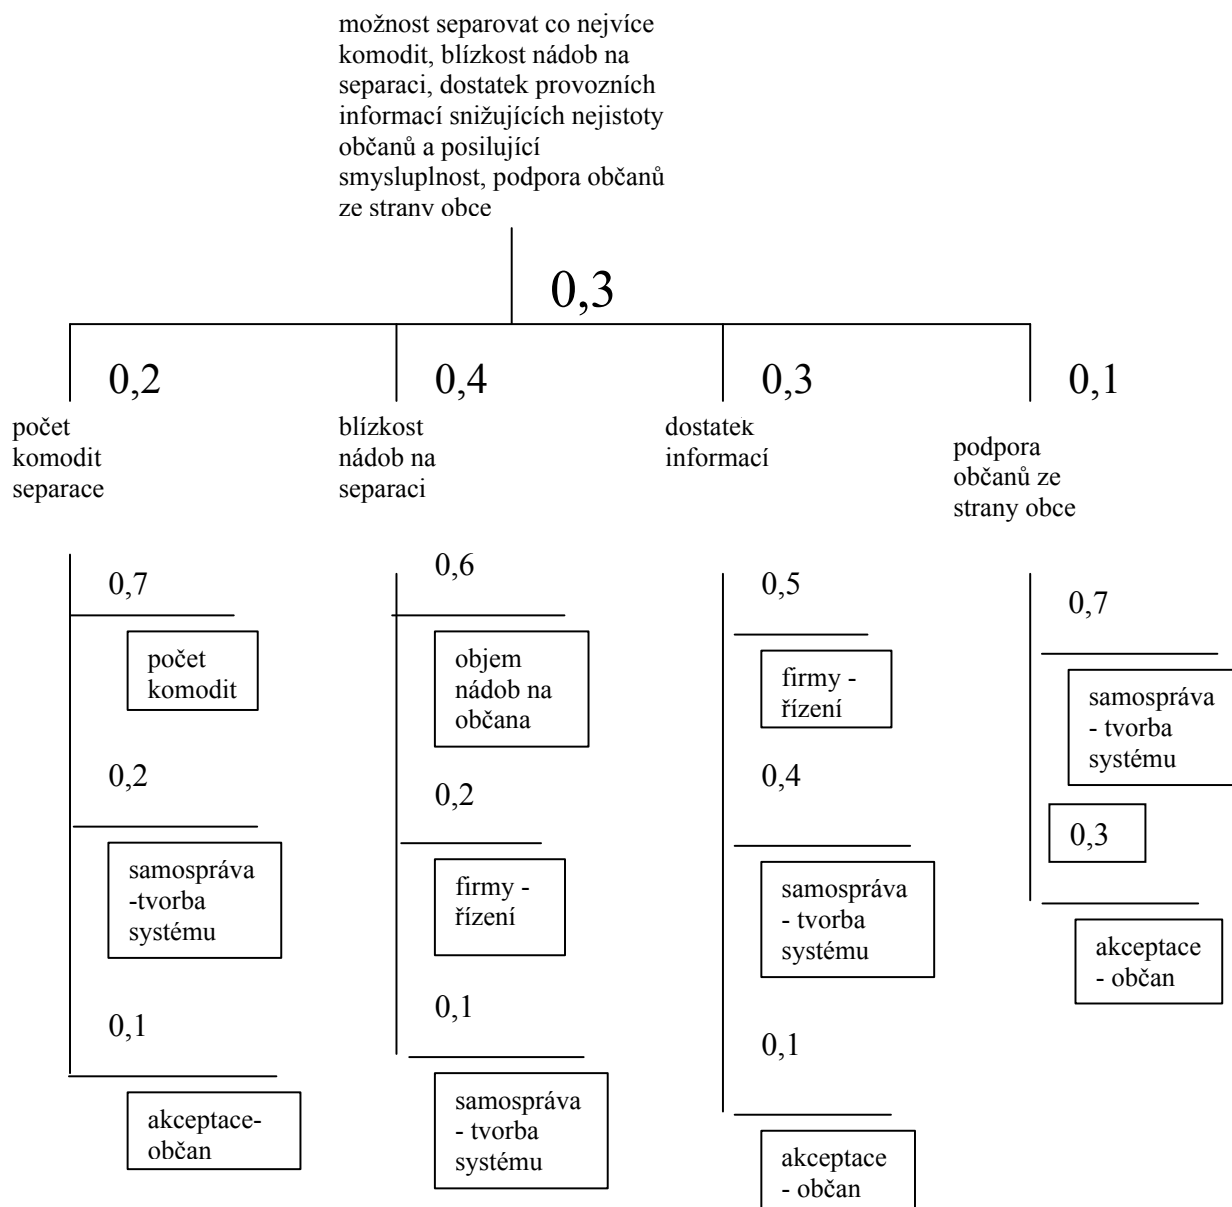 možnost separovat co nejvíce
komodit, blízkost nádob na
separaci, dostatek provozních
informací snižujících nejistoty
občanů a posilující
smysluplnost, podpora občanů
ze strany obce
0,3
0,2
0,4
0,3
0,1
počet
komodit
separace
blízkost
nádob na
separaci
dostatek
informací
podpora
občanů ze
strany obce
0,7
počet
komodit
0,2
samospráva
-tvorba
systému
0,1
akceptace-
občan
0,6
objem
nádob na
občana
0,2
firmy -
řízení
0,1
samospráva
- tvorba
systému
0,5
firmy -
řízení
0,4
samospráva
- tvorba
systému
0,1
akceptace
- občan
0,7
samospráva
- tvorba
systému
0,3
akceptace
- občan